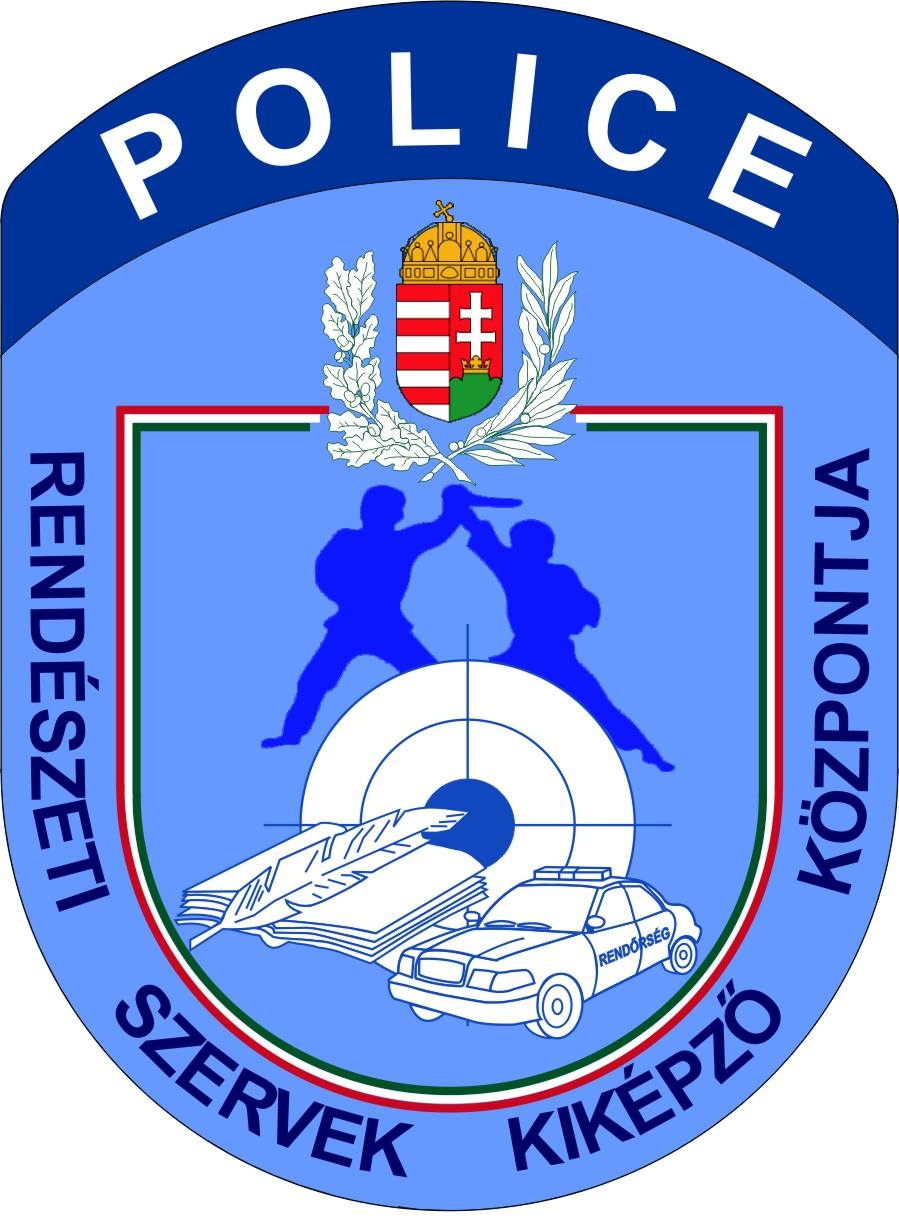 POLICE
RENDÉSZETI
SZERVEK
KIKÉPZŐ
KÖZPONTJA
RENDŐRSÉG